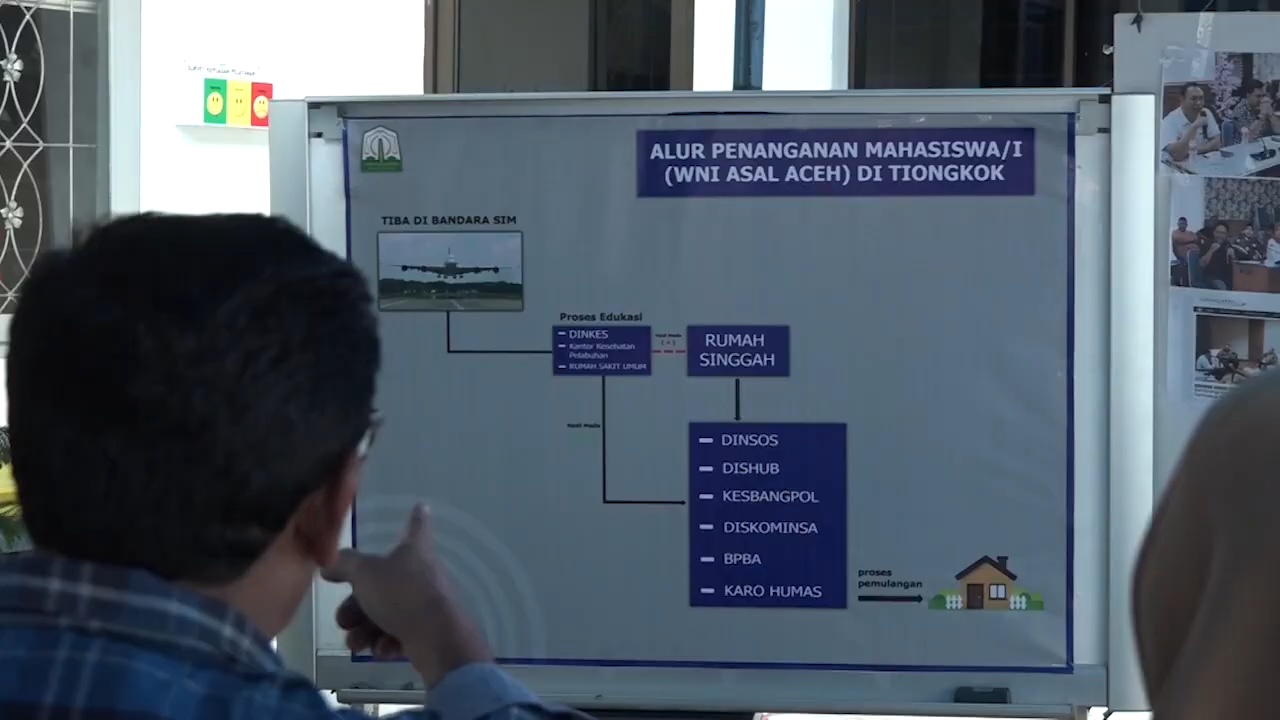 ALUR PENANGANAN MAHASISWA/I
(WNI ASAL ACEH) DI TIONGKOK
TIBA DI BANDARA SIM
Proses Edukasi
DINKES
Kantor Kesehatan
Pelabuhan
RUMAH SAKIT UMUM
(+)
RUMAH
SINGGAH
DINSOS
DISHUB
KESBANGPOL
DISKOMINSA
BPBA
KARO HUMAS
proses
pemulangan